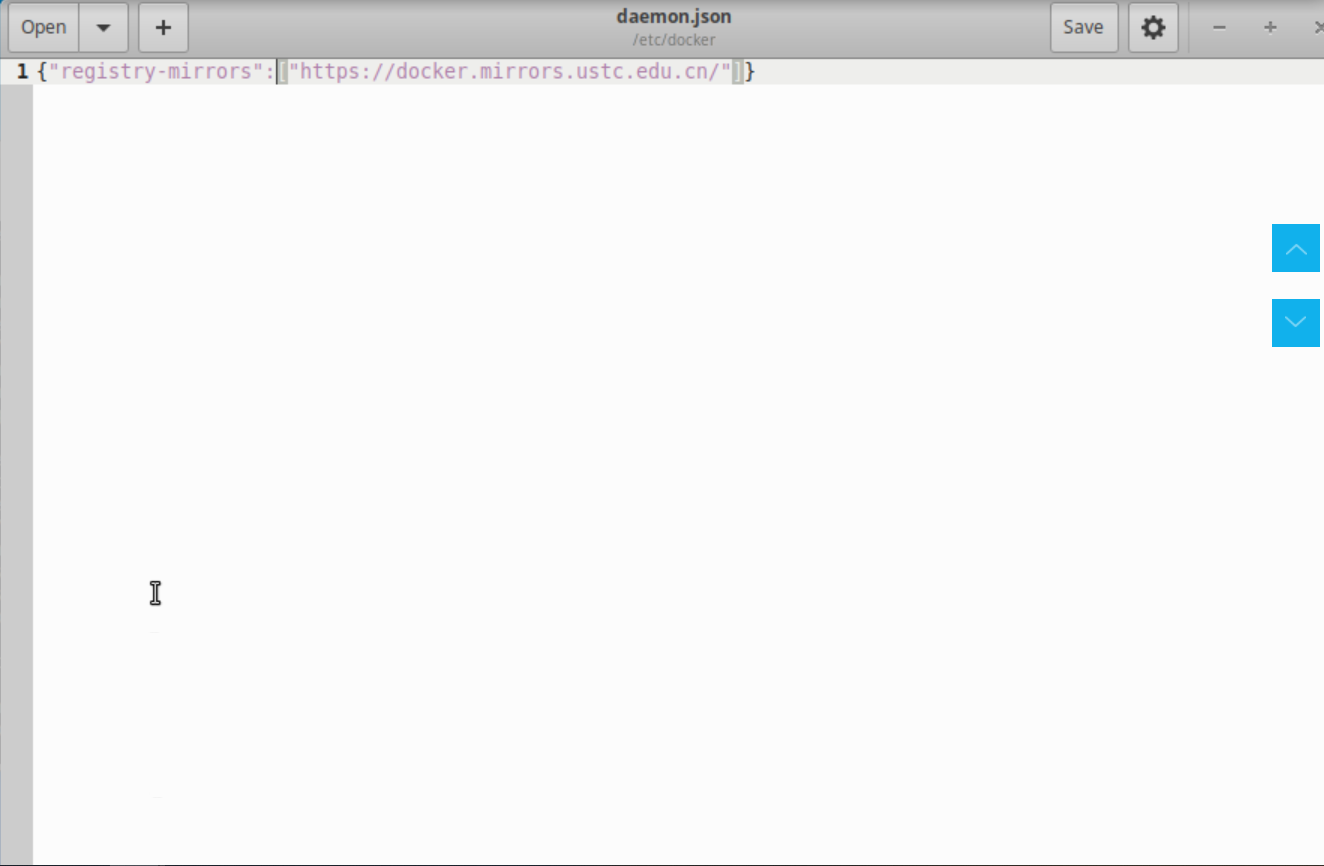 Open
daemon.json
/etc/docker
Save
1 {"registry-mirrors":["https://docker.mirrors.ustc.edu.cn/"]}